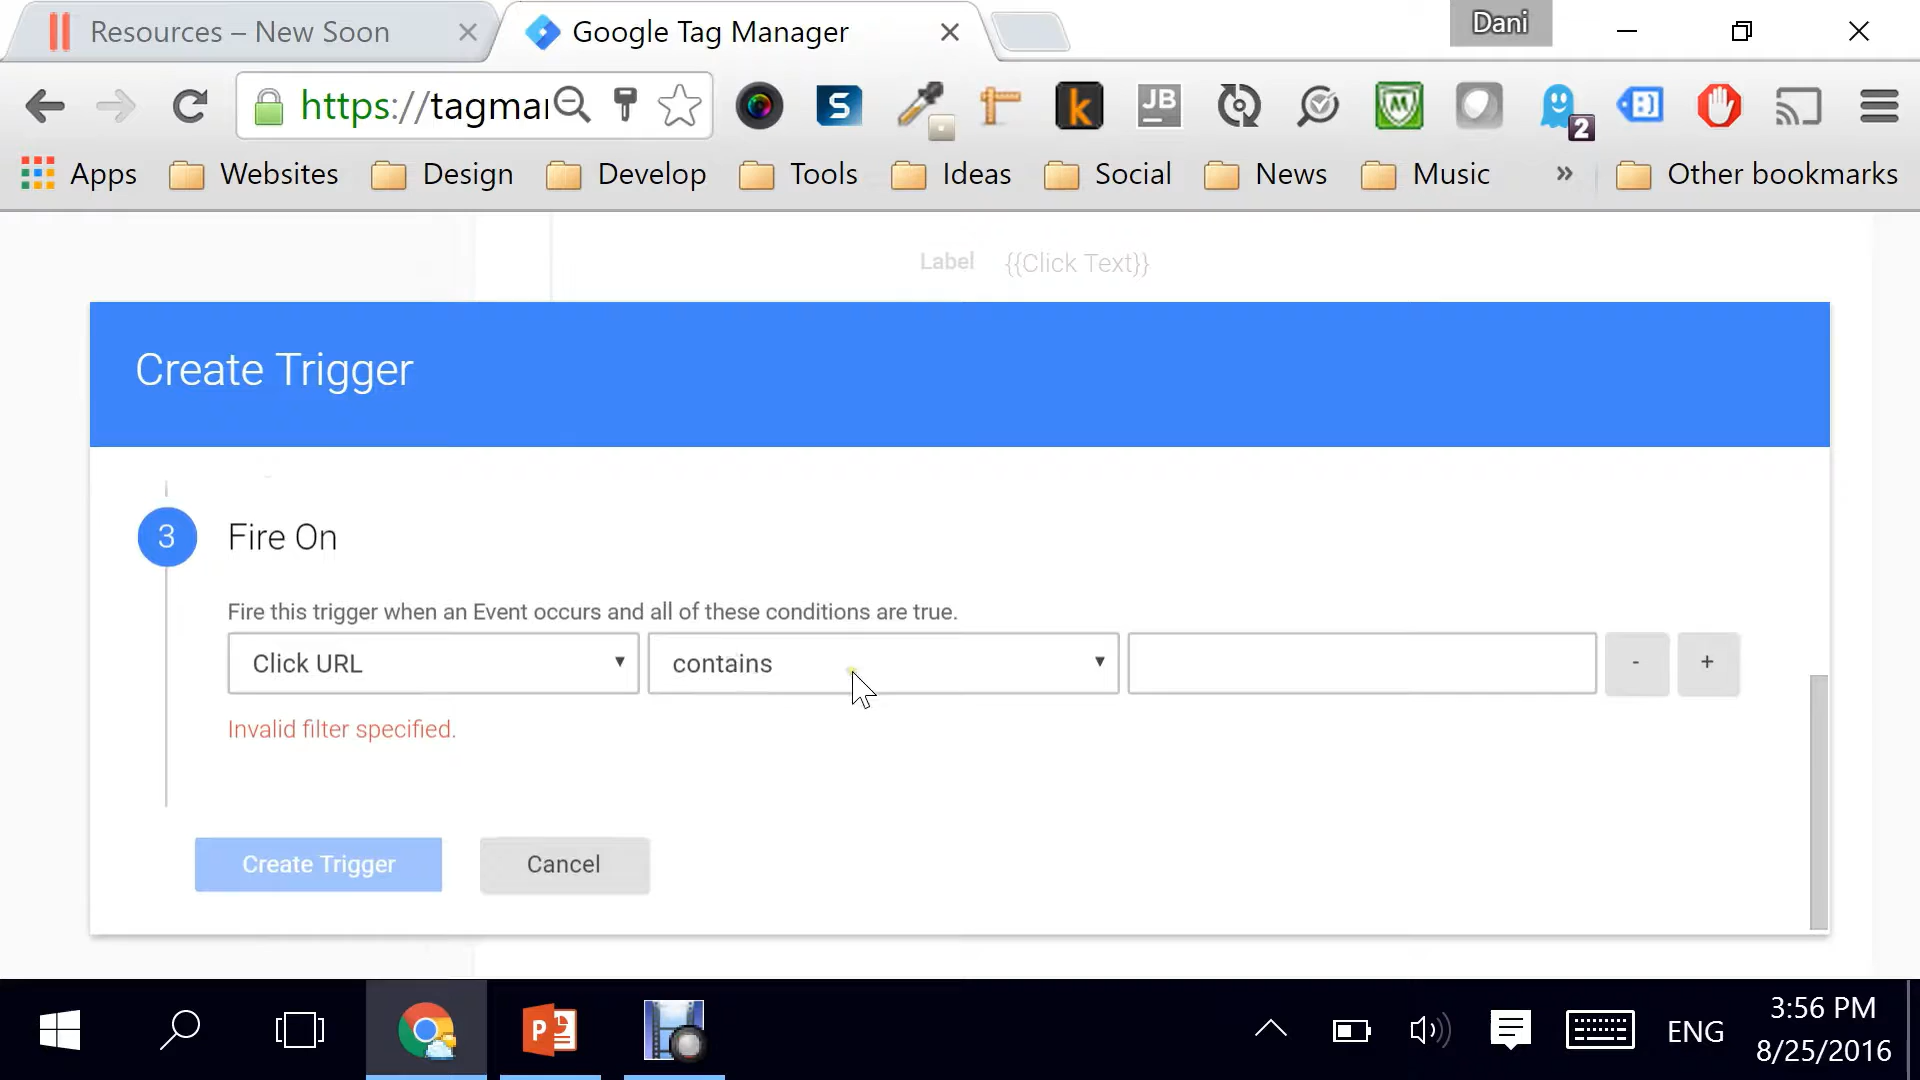 Resources – New Soon
Google Tag Manager
Dani
https://tagmai
S
k
JB
M
2
Apps
Websites
Design
Develop
Tools
Ideas
Social
News
Music
»
Other bookmarks
Label {{Click Text}}
Create Trigger
3 Fire On
Fire this trigger when an Event occurs and all of these conditions are true.
Click URL
contains
-
+
Invalid filter specified.
Create Trigger
Cancel
P
ENG
3:56 PM
8/25/2016